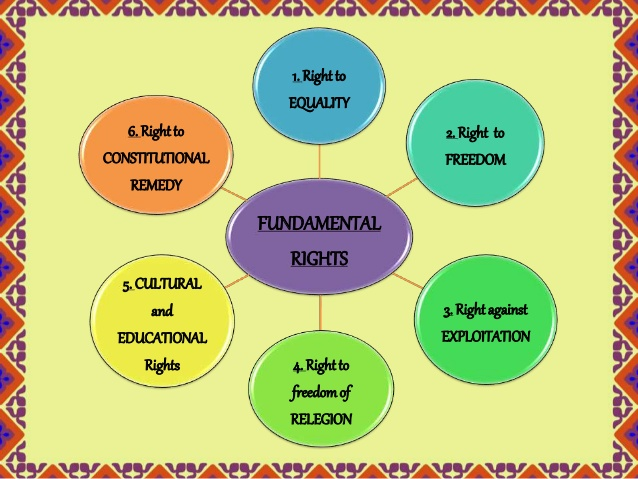 1. Right to
EQUALITY
2. Right to
FREEDOM
3. Right against
EXPLOITATION
4. Right to
freedom of
RELEGION
5. CULTURAL
and
EDUCATIONAL
Rights
6. Right to
CONSTITUTIONAL
REMEDY
FUNDAMENTAL
RIGHTS